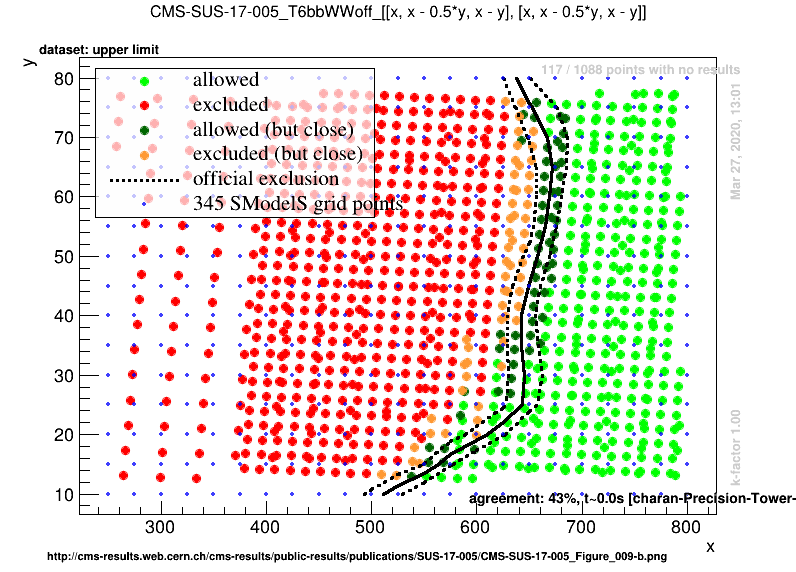 CMS-SUS-17-005_T6bbWWoff_[[x, x - 0.5*y, x - y], [x, x - 0.5*y, x - y]]
dataset: upper limit
117 / 1088 points with no results
y
allowed
excluded
allowed (but close)
excluded (but close)
official exclusion
345 SModelS grid points
80
70
60
50
40
30
20
10
Mar 27, 2020, 13:01
k-factor 1.00
agreement: 43%, t~0.0s [charan-Precision-Tower-
300
400
500
600
700
800
x
http://cms-results.web.cern.ch/cms-results/public-results/publications/SUS-17-005/CMS-SUS-17-005_Figure_009-b.png